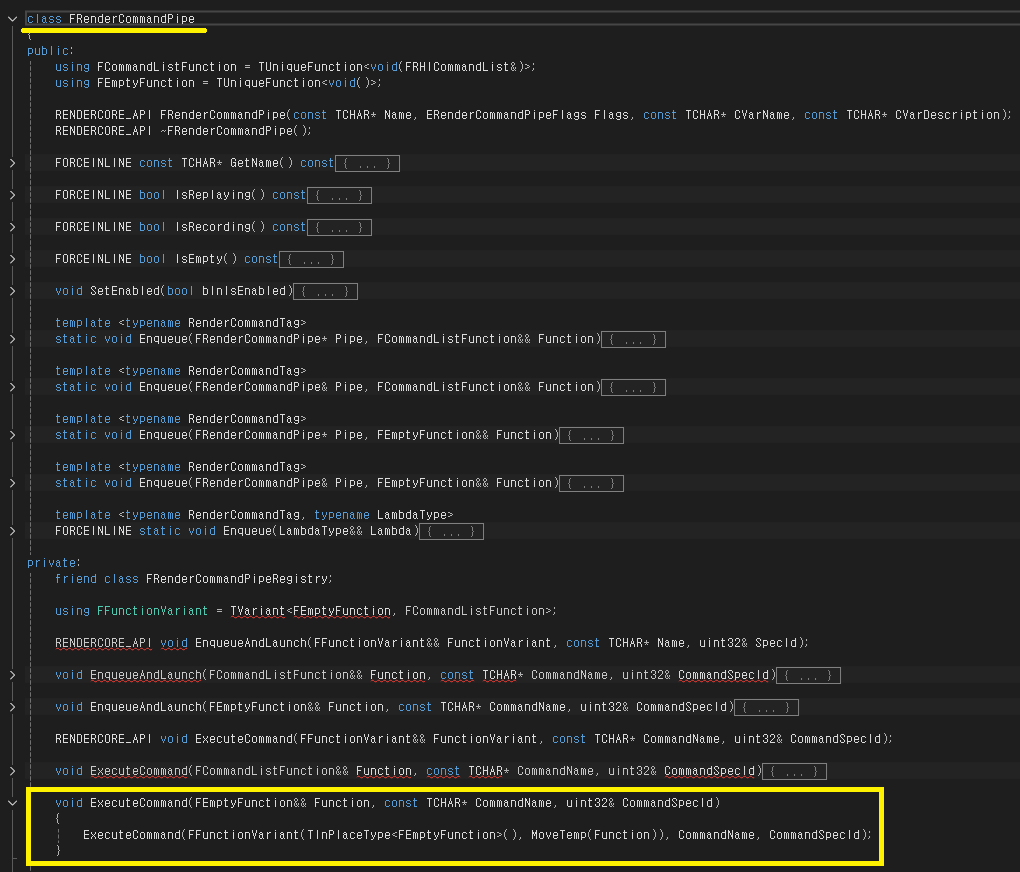 class FRenderCommandPipe
{
public:
using FCommandListFunction = TUniqueFunction<void(FRHICommandList&)>;
using FEmptyFunction = TUniqueFunction<void()>;
RENDERCORE_API FRenderCommandPipe(const TCHAR* Name, ERenderCommandPipeFlags Flags, const TCHAR* CVarName, const TCHAR* CVarDescription);
RENDERCORE_API ~FRenderCommandPipe();
FORCEINLINE const TCHAR* GetName() const{ ... }
FORCEINLINE bool IsReplaying() const{ ... }
FORCEINLINE bool IsRecording() const{ ... }
FORCEINLINE bool IsEmpty() const{ ... }
void SetEnabled(bool bInIsEnabled){ ... }
template <typename RenderCommandTag>
static void Enqueue(FRenderCommandPipe* Pipe, FCommandListFunction&& Function){ ... }
template <typename RenderCommandTag>
static void Enqueue(FRenderCommandPipe& Pipe, FCommandListFunction&& Function){ ... }
template <typename RenderCommandTag>
static void Enqueue(FRenderCommandPipe* Pipe, FEmptyFunction&& Function){ ... }
template <typename RenderCommandTag>
static void Enqueue(FRenderCommandPipe& Pipe, FEmptyFunction&& Function){ ... }
template <typename RenderCommandTag, typename LambdaType>
FORCEINLINE static void Enqueue(LambdaType&& Lambda){ ... }
private:
friend class FRenderCommandPipeRegistry;
using FFunctionVariant = TVariant<FEmptyFunction, FCommandListFunction>;
RENDERCORE_API void EnqueueAndLaunch(FFunctionVariant&& FunctionVariant, const TCHAR* Name, uint32& SpecId);
void EnqueueAndLaunch(FCommandListFunction&& Function, const TCHAR* CommandName, uint32& CommandSpecId){ ... }
void EnqueueAndLaunch(FEmptyFunction&& Function, const TCHAR* CommandName, uint32& CommandSpecId){ ... }
RENDERCORE_API void ExecuteCommand(FFunctionVariant&& FunctionVariant, const TCHAR* CommandName, uint32& CommandSpecId);
void ExecuteCommand(FCommandListFunction&& Function, const TCHAR* CommandName, uint32& CommandSpecId){ ... }
void ExecuteCommand(FEmptyFunction&& Function, const TCHAR* CommandName, uint32& CommandSpecId)
{
ExecuteCommand(FFunctionVariant(TInPlaceType<FEmptyFunction>(), MoveTemp(Function)), CommandName, CommandSpecId);
}